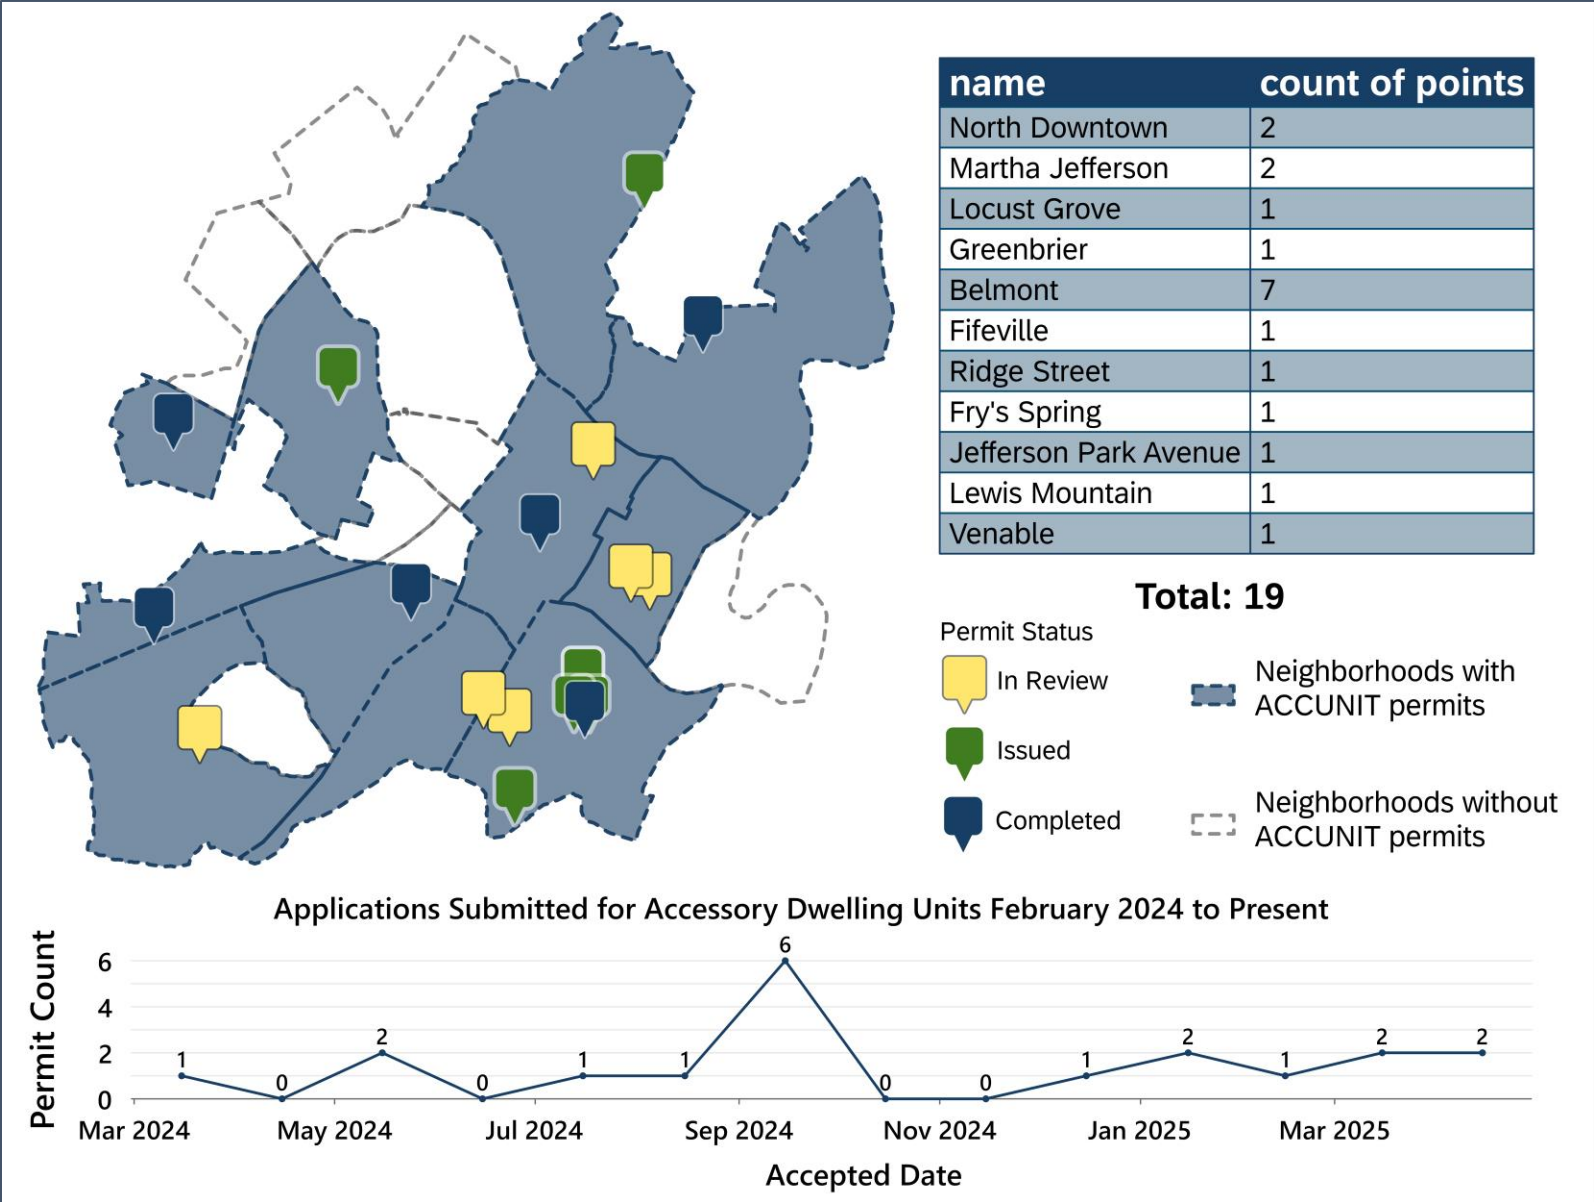 name count of points
North Downtown 2
Martha Jefferson 2
Locust Grove 1
Greenbrier 1
Belmont 7
Fifeville 1
Ridge Street 1
Fry's Spring 1
Jefferson Park Avenue 1
Lewis Mountain 1
Venable 1
Total: 19
Permit Status
In Review
Issued
Completed
Neighborhoods with
ACCUNIT permits
Neighborhoods without
ACCUNIT permits
Applications Submitted for Accessory Dwelling Units February 2024 to Present
Permit Count
6
4
2
0
1 0 2 0 1 1 6 0 0 1 2 1 2 2
Mar 2024 May 2024 Jul 2024 Sep 2024 Nov 2024 Jan 2025 Mar 2025
Accepted Date